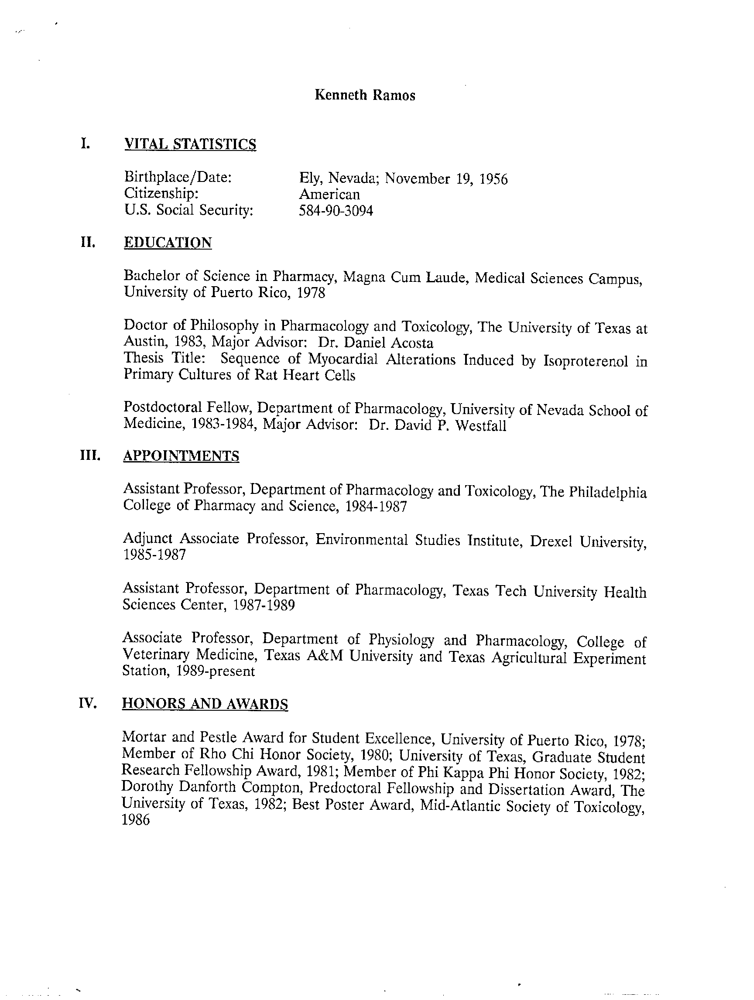 Kenneth Ramos
I. VITAL STATISTICS
Birthplace/Date: Ely, Nevada; November 19, 1956
Citizenship: American
U.S. Social Security: 584-90-3094
II. EDUCATION
Bachelor of Science in Pharmacy, Magna Cum Laude, Medical Sciences Campus,
University of Puerto Rico, 1978
Doctor of Philosophy in Pharmacology and Toxicology, The University of Texas at
Austin, 1983, Major Advisor: Dr. Daniel Acosta
Thesis Title: Sequence of Myocardial Alterations Induced by Isoproterenol in
Primary Cultures of Rat Heart Cells
Postdoctoral Fellow, Department of Pharmacology, University of Nevada School of
Medicine, 1983-1984, Major Advisor: Dr. David P. Westfall
III. APPOINTMENTS
Assistant Professor, Department of Pharmacology and Toxicology, The Philadelphia
College of Pharmacy and Science, 1984-1987
Adjunct Associate Professor, Environmental Studies Institute, Drexel University,
1985-1987
Assistant Professor, Department of Pharmacology, Texas Tech University Health
Sciences Center, 1987-1989
Associate Professor, Department of Physiology and Pharmacology, College of
Veterinary Medicine, Texas A&M University and Texas Agricultural Experiment
Station, 1989-present
IV. HONORS AND AWARDS
Mortar and Pestle Award for Student Excellence, University of Puerto Rico, 1978;
Member of Rho Chi Honor Society, 1980; University of Texas, Graduate Student
Research Fellowship Award, 1981; Member of Phi Kappa Phi Honor Society, 1982;
Dorothy Danforth Compton, Predoctoral Fellowship and Dissertation Award, The
University of Texas, 1982; Best Poster Award, Mid-Atlantic Society of Toxicology,
1986